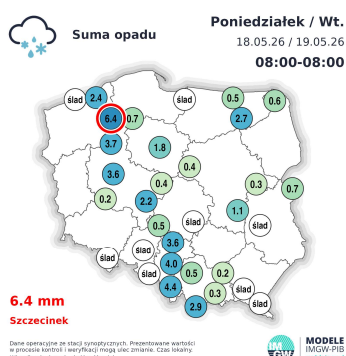 Suma opadu
Poniedziałek / Wt.
18.05.26 / 19.05.26
08:00-08:00
ślad
2.4
6.4
0.7
ślad
0.5
0.6
2.7
3.7
1.8
3.6
0.4
0.4
0.3
0.7
0.2
2.2
1.1
0.5
ślad
ślad
3.6
ślad
ślad
4.0
ślad
0.5
0.2
4.4
0.3
ślad
2.9
ślad
6.4 mm
Szczecinek
Dane operacyjne ze stacji synoptycznych. Prezentowane wartości
w procesie kontroli i weryfikacji mogą ulec zmianie. Czas lokalny.
IM
GW
MODELE
IMGW-PIB